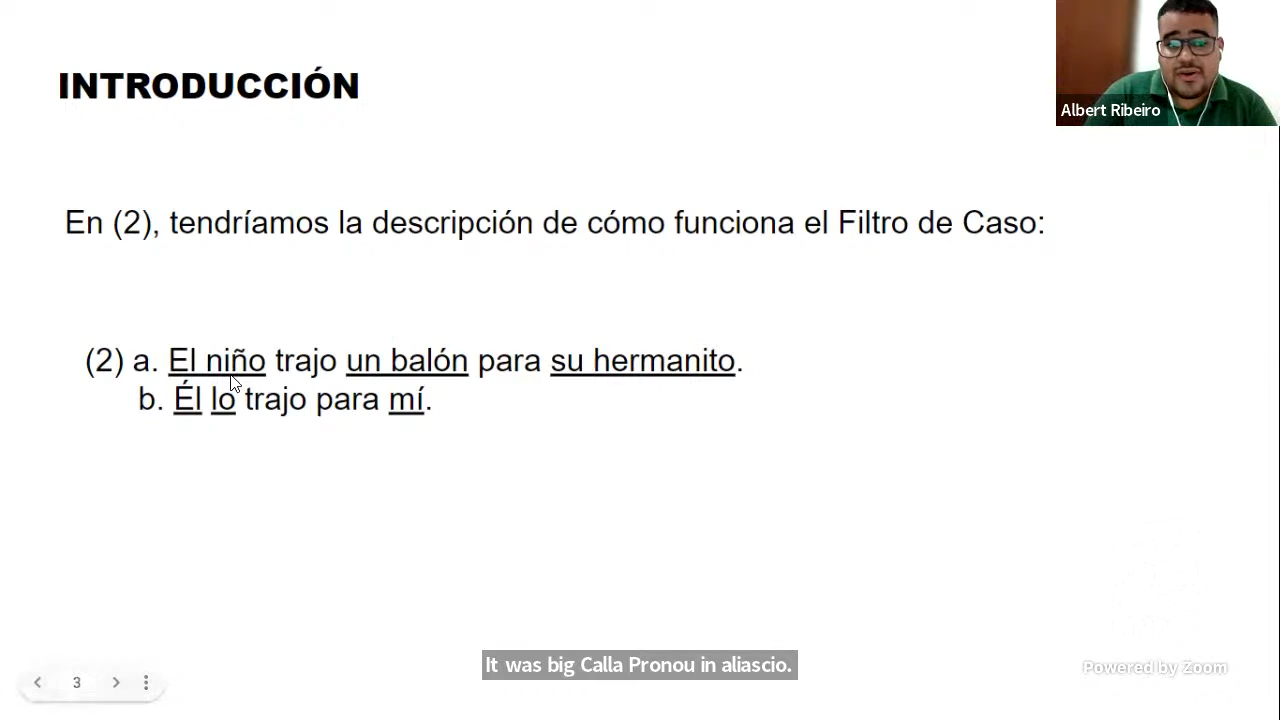 INTRODUCCIÓN
Albert Ribeiro
En (2), tendríamos la descripción de cómo funciona el Filtro de Caso:
(2) a. El niño trajo un balón para su hermanito.
b. Él lo trajo para mí.
It was big Calla Pronou in aliascio.
3
Powered by Zoom